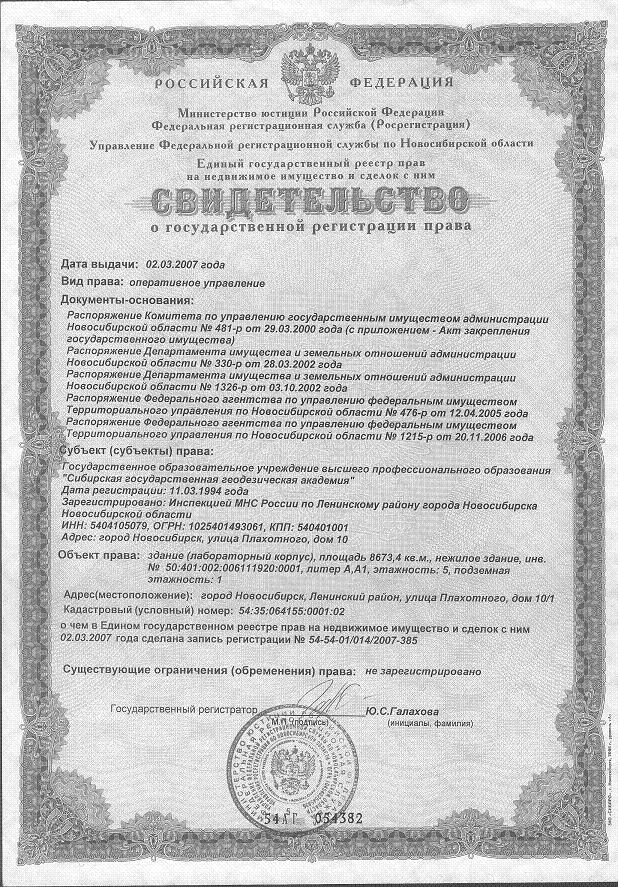 РОССИЙСКАЯ ФЕДЕРАЦИЯ
Министерство юстиции Российской Федерации
Федеральная регистрационная служба (Росрегистрация)
Управление Федеральной регистрационной службы по Новосибирской области
Единый государственный реестр прав
на недвижимое имущество и сделок с ним
СВИДЕТЕЛЬСТВО
о государственной регистрации права
Дата выдачи: 02.03.2007 года
Вид права: оперативное управление
Документы-основания:
Распоряжение Комитета по управлению государственным имуществом администрации
Новосибирской области № 481-р от 29.03.2000 года (с приложением - Акт закрепления
государственного имущества)
Распоряжение Департамента имущества и земельных отношений администрации
Новосибирской области № 330-р от 28.03.2002 года
Распоряжение Департамента имущества и земельных отношений администрации
Новосибирской области № 1326-р от 03.10.2002 года
Распоряжение Федерального агентства по управлению федеральным имуществом
Территориального управления по Новосибирской области № 476-р от 12.04.2005 года
Распоряжение Федерального агентства по управлению федеральным имуществом
Территориального управления по Новосибирской области № 1215-р от 20.11.2006 года
Субъект (субъекты) права:
Государственное образовательное учреждение высшего профессионального образования
"Сибирская государственная геодезическая академия"
Дата регистрации: 11.03.1994 года
Зарегистрировано: Инспекцией МНС России по Ленинскому району города Новосибирска
Новосибирской области
ИНН: 5404105079, ОГРН: 1025401493061, КПП: 540401001
Адрес: город Новосибирск, улица Плахотного, дом 10
Объект права: здание (лабораторный корпус), площадь 8673,4 кв.м., нежилое здание, инв.
№ 50:401:002:006111920:0001, литер А,А1, этажность: 5, подземная
этажность: 1
Адрес(местоположение): город Новосибирск, Ленинский район, улица Плахотного, дом 10/1
Кадастровый (условный) номер: 54:35:064155:0001:02
о чем в Едином государственном реестре прав на недвижимое имущество и сделок с ним
02.03.2007 года сделана запись регистрации № 54-54-01/014/2007-385
Существующие ограничения (обременения) права: не зарегистрировано
Государственный регистратор Ю.С.Галахова
М.П. (подпись) (инициалы, фамилия)
54АГ 054382